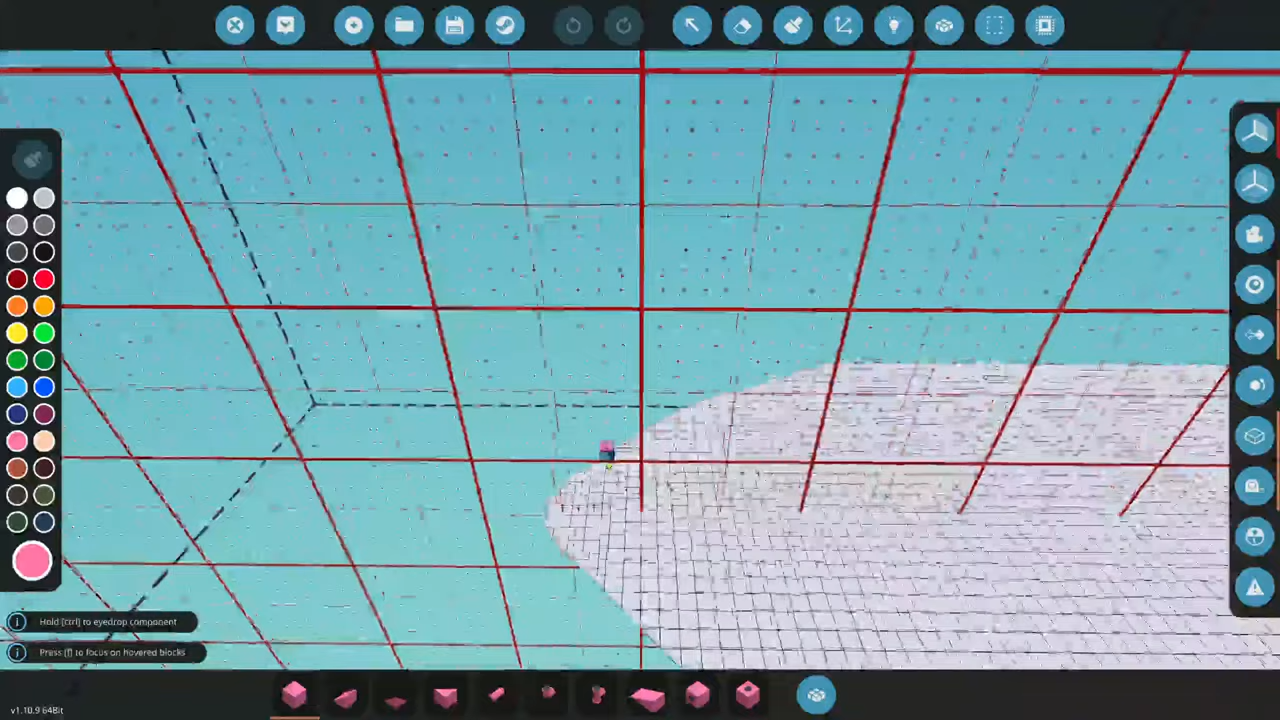 Hold [ctrl] to eyedrop component
Press [f] to focus on hovered blocks
v1.10.9 64Bit